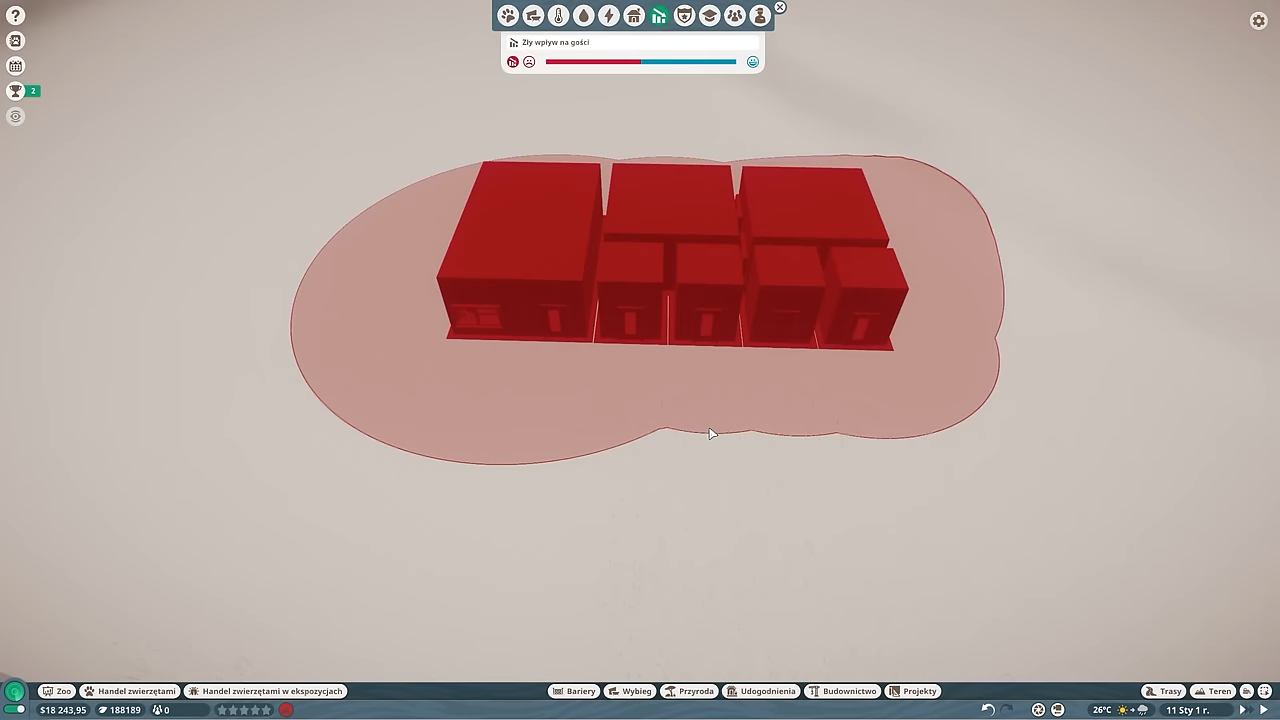 ?
Zły wpływ na gości
2
Zoo
Handel zwierzętami
Handel zwierzętami w ekspozycjach
Bariery
Wybieg
Przyroda
Udogodnienia
Budownictwo
Projekty
Trasy
Teren
$18 243,95
188189
0
26°C
11 Sty 1 r.